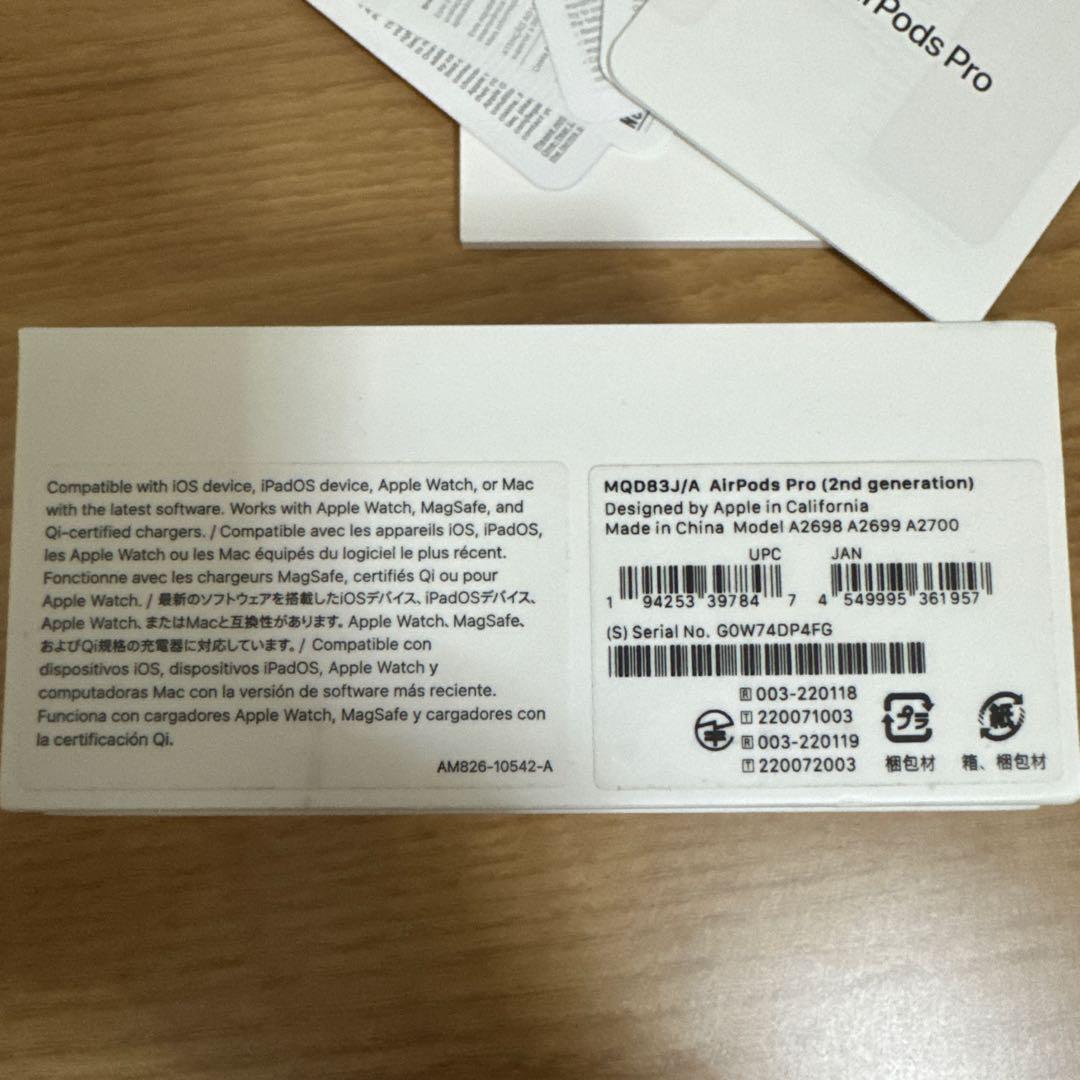 AirPods Pro
Compatible with iOS device, iPadOS device, Apple Watch, or Mac
with the latest software. Works with Apple Watch, MagSafe, and
Qi-certified chargers. / Compatible avec les appareils iOS, iPadOS,
les Apple Watch ou les Mac équipés du logiciel le plus récent.
Fonctionne avec les chargeurs MagSafe, certifiés Qi ou pour
Apple Watch. / 最新のソフトウェアを搭載したiOSデバイス、iPadOSデバイス、
Apple Watch、またはMacと互換性があります。Apple Watch、MagSafe、
およびQi規格の充電器に対応しています。/ Compatible con
dispositivos iOS, dispositivos iPadOS, Apple Watch y
computadoras Mac con la versión de software más reciente.
Funciona con cargadores Apple Watch, MagSafe y cargadores con
la certificación Qi.
AM826-10542-A
MQD83J/A AirPods Pro (2nd generation)
Designed by Apple in California
Made in China Model A2698 A2699 A2700
UPC JAN
1 94253 39784 7 4 549995 361957
(S) Serial No. G0W74DP4FG
R 003-220118
T 220071003
R 003-220119
T 220072003
プラ 紙
梱包材 箱、梱包材